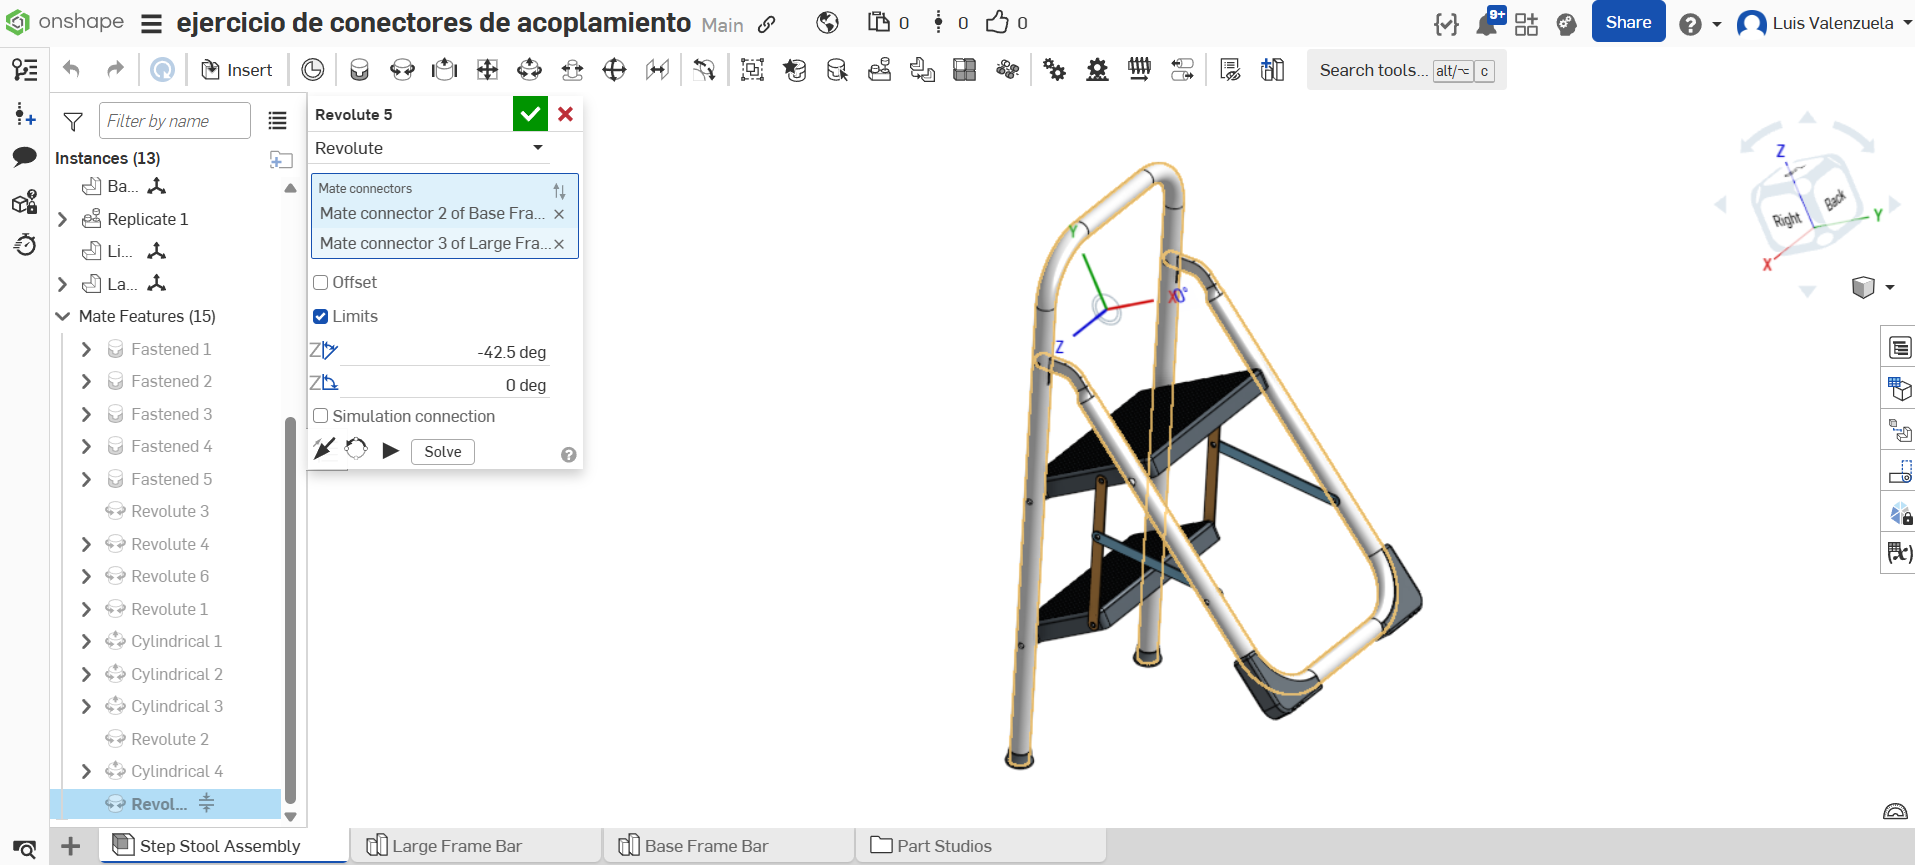 onshape
ejercicio de conectores de acoplamiento Main
0
0
0
9+
Share
Luis Valenzuela
Insert
Search tools... alt/⌥ c
Filter by name
Instances (13)
Ba...
Replicate 1
Li...
La...
Mate Features (15)
Fastened 1
Fastened 2
Fastened 3
Fastened 4
Fastened 5
Revolute 3
Revolute 4
Revolute 6
Revolute 1
Cylindrical 1
Cylindrical 2
Cylindrical 3
Revolute 2
Cylindrical 4
Revol...
Revolute 5
Revolute
Mate connectors
Mate connector 2 of Base Fra...
Mate connector 3 of Large Fra...
Offset
Limits
Z -42.5 deg
Z 0 deg
Simulation connection
Solve
Y
X 0°
Z
Z
Right
Back
Y
X
Step Stool Assembly
Large Frame Bar
Base Frame Bar
Part Studios